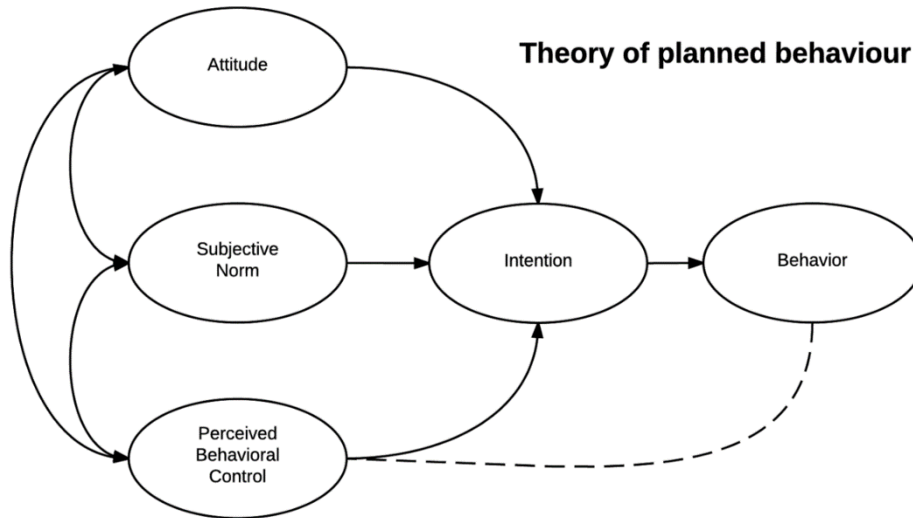 Theory of planned behaviour
Attitude
Subjective
Norm
Intention
Behavior
Perceived
Behavioral
Control